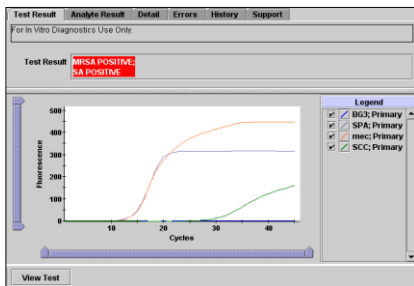 Test Result Analyte Result Detail Errors History Support
For In Vitro Diagnostics Use Only.
Test Result
MRSA POSITIVE;
SA POSITIVE
500
400
300
200
100
0
Fluorescence
10 20 30 40
Cycles
Legend
BG3; Primary
SPA; Primary
mec; Primary
SCC; Primary
View Test